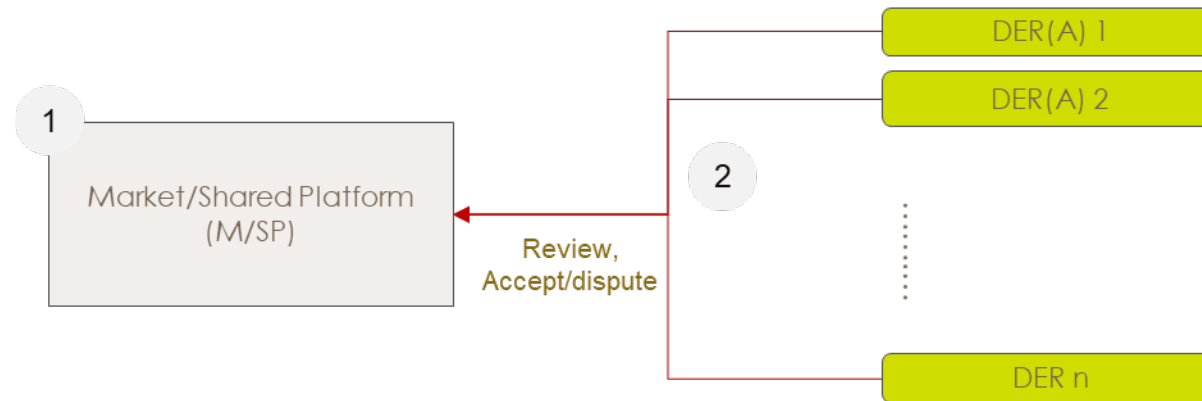 DER(A) 1
1
DER(A) 2
Market/Shared Platform
(M/SP)
2
Review,
Accept/dispute
DER n